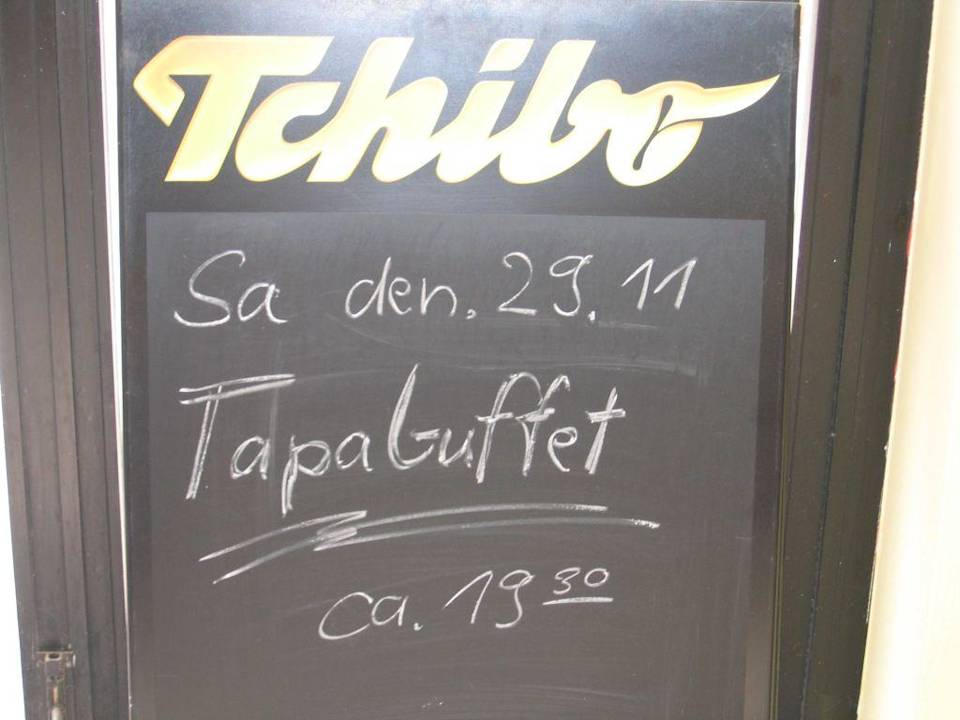 Tchibo
Sa den. 29. 11
Tapabuffet
ca. 19 30